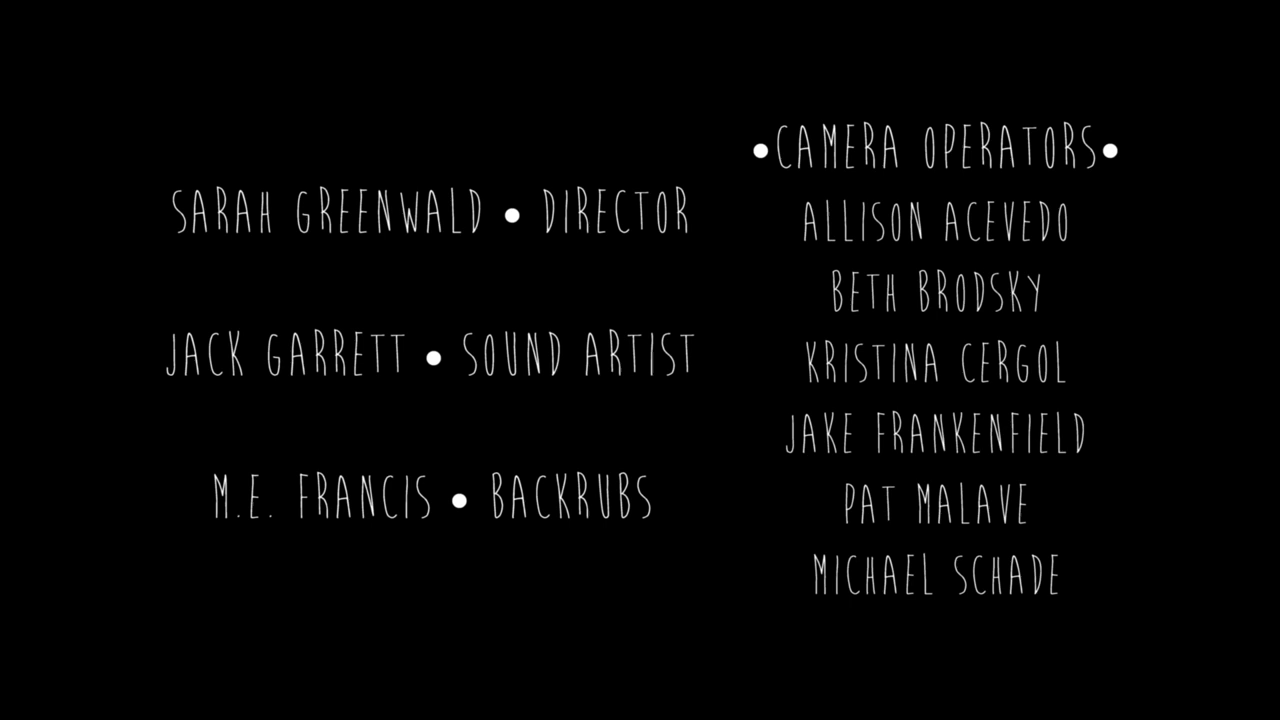 SARAH GREENWALD • DIRECTOR
JACK GARRETT • SOUND ARTIST
M.E. FRANCIS • BACKRUBS
•CAMERA OPERATORS•
ALLISON ACEVEDO
BETH BRODSKY
KRISTINA CERGOL
JAKE FRANKENFIELD
PAT MALAVE
MICHAEL SCHADE